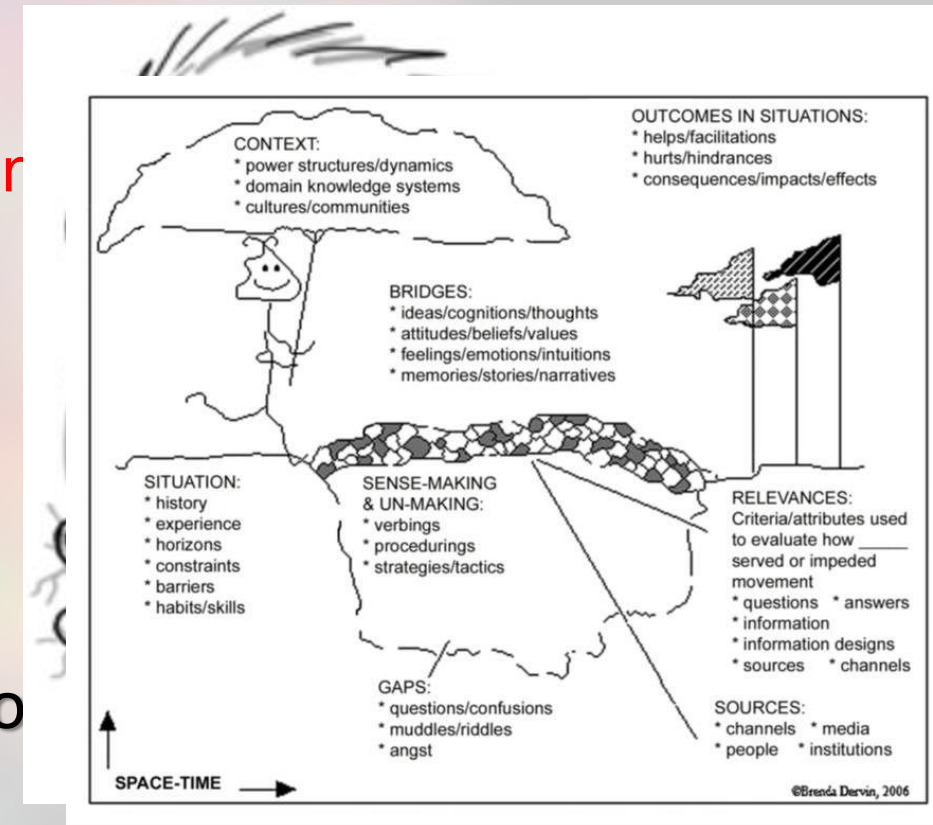 CONTEXT:
* power structures/dynamics
* domain knowledge systems
* cultures/communities
OUTCOMES IN SITUATIONS:
* helps/facilitations
* hurts/hindrances
* consequences/impacts/effects
BRIDGES:
* ideas/cognitions/thoughts
* attitudes/beliefs/values
* feelings/emotions/intuitions
* memories/stories/narratives
SITUATION:
* history
* experience
* horizons
* constraints
* barriers
* habits/skills
SENSE-MAKING
& UN-MAKING:
* verbings
* procedurings
* strategies/tactics
RELEVANCES:
Criteria/attributes used
to evaluate how _____
served or impeded
movement
* questions * answers
* information
* information designs
* sources * channels
GAPS:
* questions/confusions
* muddles/riddles
* angst
SOURCES:
* channels * media
* people * institutions
SPACE-TIME
©Brenda Dervin, 2006